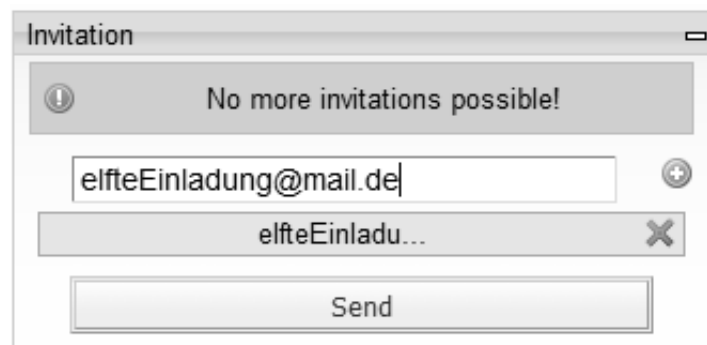 Invitation
No more invitations possible!
elfteEinladung@mail.de
elfteEinladu...
Send